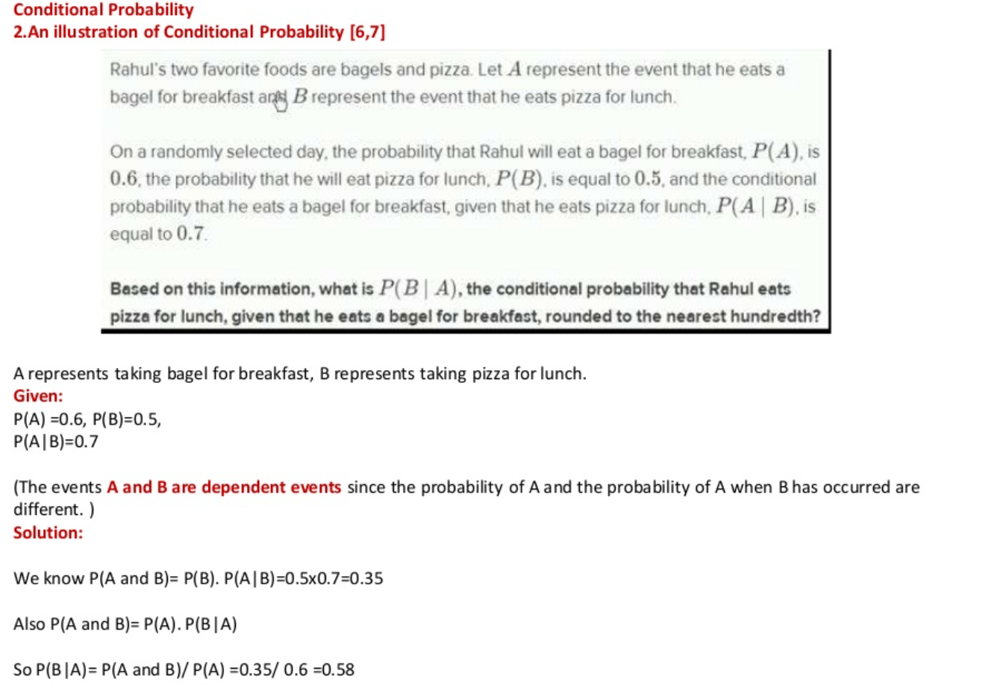 Conditional Probability
2.An illustration of Conditional Probability [6,7]
Rahul's two favorite foods are bagels and pizza. Let A represent the event that he eats a
bagel for breakfast and B represent the event that he eats pizza for lunch.
On a randomly selected day, the probability that Rahul will eat a bagel for breakfast, P(A), is
0.6, the probability that he will eat pizza for lunch, P(B), is equal to 0.5, and the conditional
probability that he eats a bagel for breakfast, given that he eats pizza for lunch, P(A | B), is
equal to 0.7.
Based on this information, what is P(B | A), the conditional probability that Rahul eats
pizza for lunch, given that he eats a bagel for breakfast, rounded to the nearest hundredth?
A represents taking bagel for breakfast, B represents taking pizza for lunch.
Given:
P(A) =0.6, P(B)=0.5,
P(A|B)=0.7
(The events A and B are dependent events since the probability of A and the probability of A when B has occurred are
different. )
Solution:
We know P(A and B)= P(B). P(A|B)=0.5x0.7=0.35
Also P(A and B)= P(A). P(B|A)
So P(B|A)= P(A and B)/ P(A) =0.35/ 0.6 =0.58